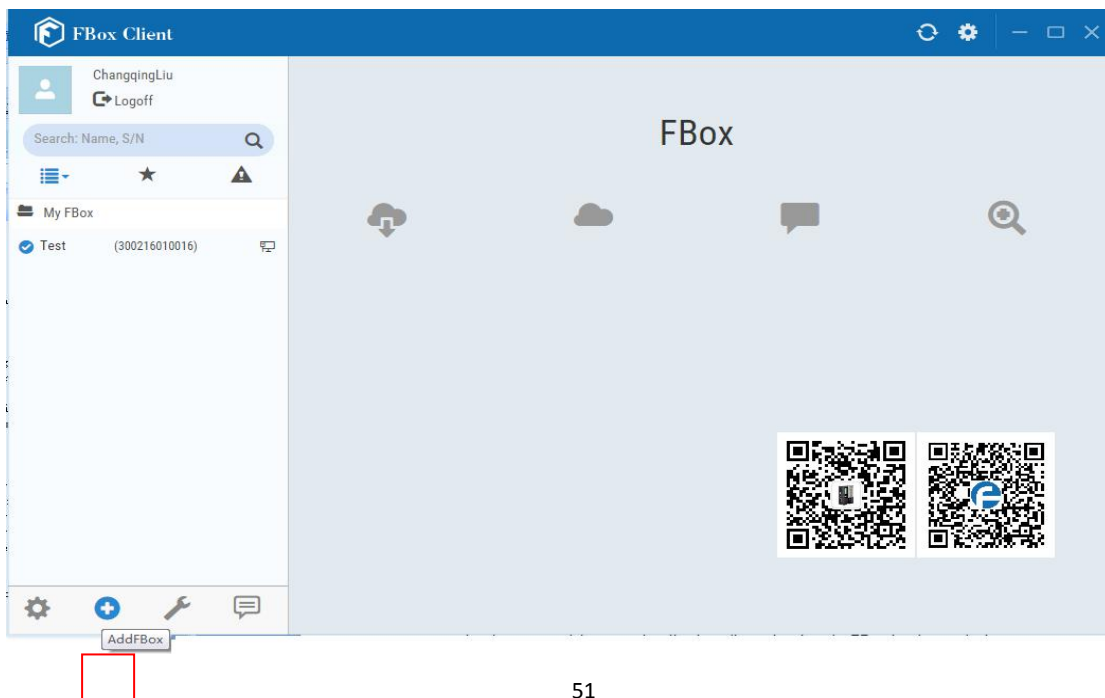 FBox Client
ChangqingLiu
Logoff
Search: Name, S/N
My FBox
Test (300216010016)
FBox
AddFBox
51